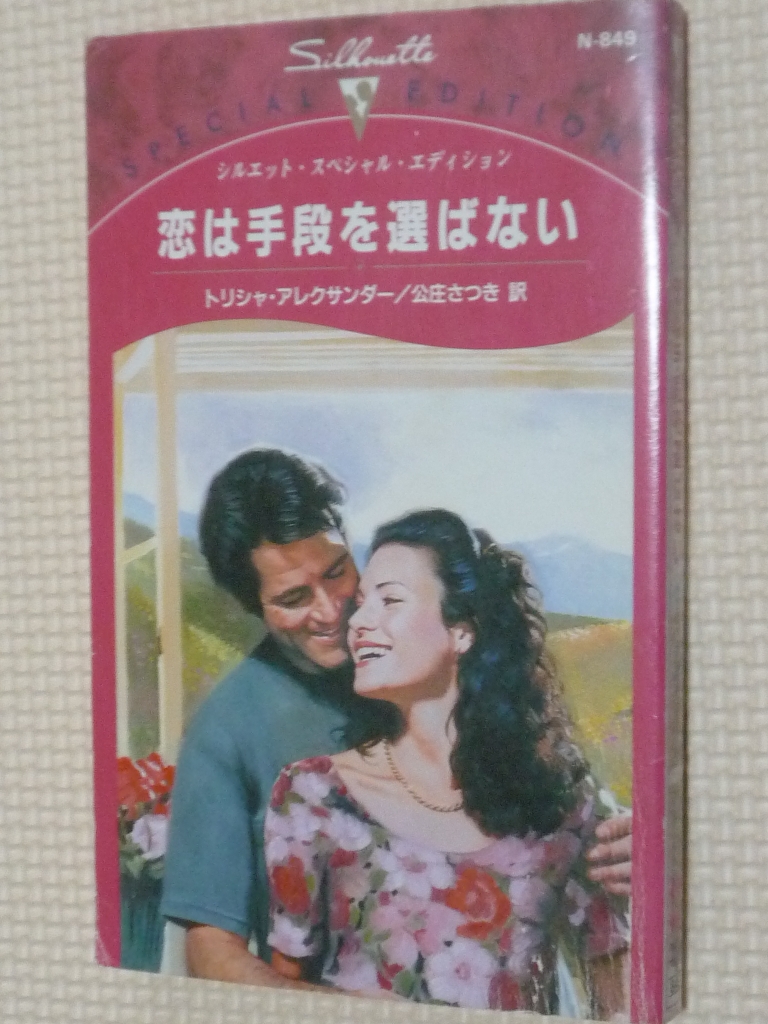 Silhouette
N-849
SPECIAL EDITION
シルエット・スペシャル・エディション
恋は手段を選ばない
トリシャ・アレクサンダー／公庄さつき 訳